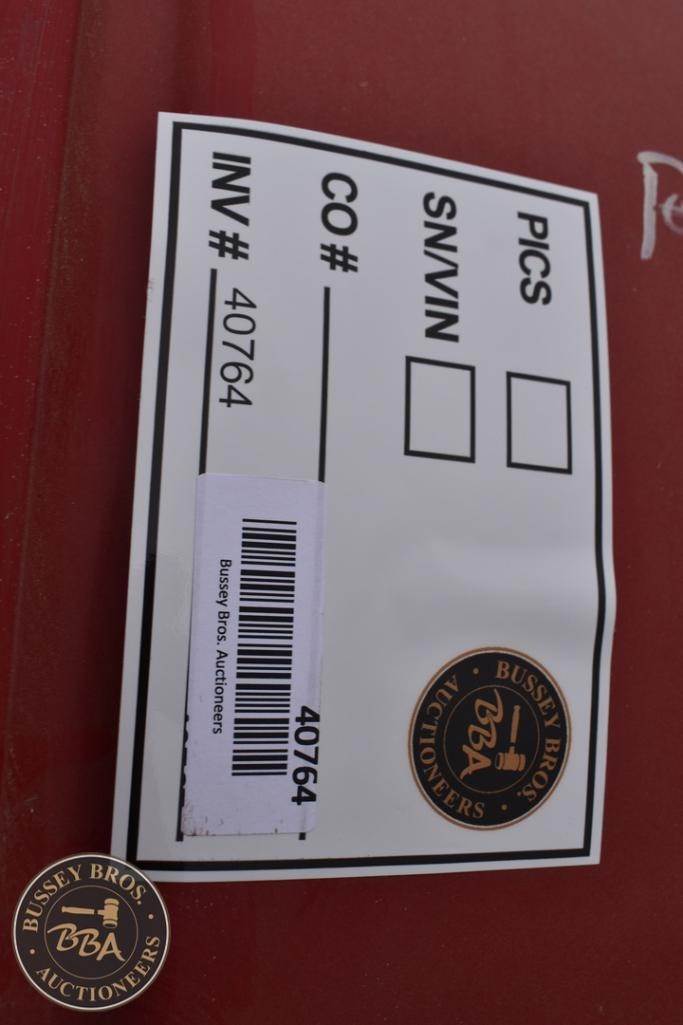 PICS
SN/VIN
CO #
INV # 40764
40764
Bussey Bros. Auctioneers
BUSSEY BROS.
BBA
AUCTIONEERS
BUSSEY BROS.
BBA
AUCTIONEERS